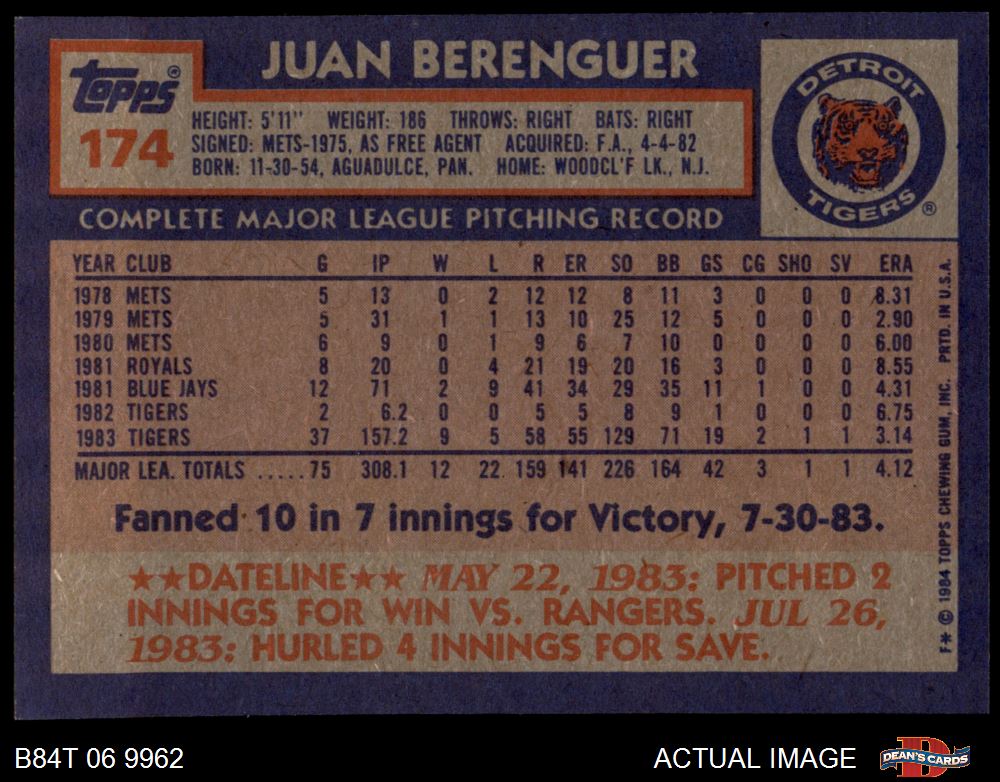 JUAN BERENGUER
Topps®
174
HEIGHT: 5'11" WEIGHT: 186 THROWS: RIGHT BATS: RIGHT
SIGNED: METS-1975, AS FREE AGENT ACQUIRED: F.A., 4-4-82
BORN: 11-30-54, AGUADULCE, PAN. HOME: WOODCL'F LK., N.J.
DETROIT
TIGERS®
COMPLETE MAJOR LEAGUE PITCHING RECORD
YEAR CLUB G IP W L R ER SO BB GS CG SHO SV ERA
1978 METS 5 13 0 2 12 12 8 11 3 0 0 0 8.31
1979 METS 5 31 1 1 13 10 25 12 5 0 0 0 2.90
1980 METS 6 9 0 1 9 6 7 10 0 0 0 0 6.00
1981 ROYALS 8 20 0 4 21 19 20 16 3 0 0 0 8.55
1981 BLUE JAYS 12 71 2 9 41 34 29 35 11 1 0 0 4.31
1982 TIGERS 2 6.2 0 0 5 5 8 9 1 0 0 0 6.75
1983 TIGERS 37 157.2 9 5 58 55 129 71 19 2 1 1 3.14
MAJOR LEA. TOTALS .....75 308.1 12 22 159 141 226 164 42 3 1 1 4.12
Fanned 10 in 7 innings for Victory, 7-30-83.
★★DATELINE★★ MAY 22, 1983: PITCHED 2
INNINGS FOR WIN VS. RANGERS. JUL 26,
1983: HURLED 4 INNINGS FOR SAVE.
F* © 1984 TOPPS CHEWING GUM, INC. PRTD. IN U.S.A.
B84T 06 9962
ACTUAL IMAGE
DEAN'S CARDS